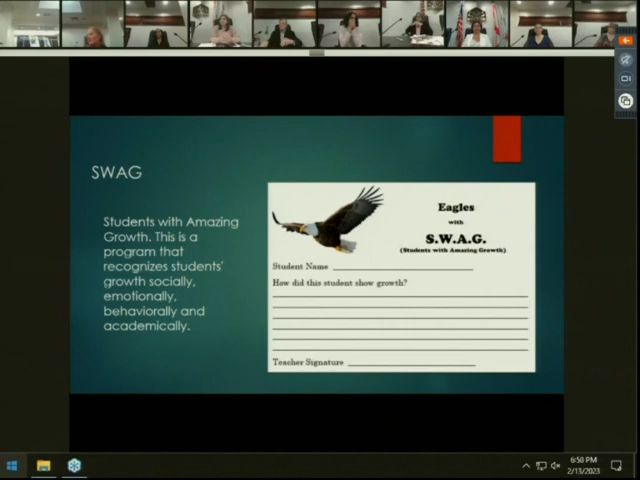 SWAG
Students with Amazing
Growth. This is a
program that
recognizes students'
growth socially,
emotionally,
behaviorally and
academically.
Eagles
with
S.W.A.G.
(Students with Amazing Growth)
Student Name
How did this student show growth?
Teacher Signature
6:58 PM
2/13/2023